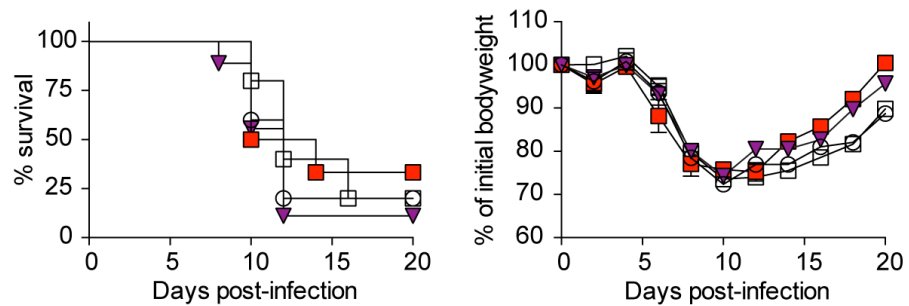 % survival
100
75
50
25
0
0 5 10 15 20
Days post-infection
% of initial bodyweight
110
100
90
80
70
60
0 5 10 15 20
Days post-infection